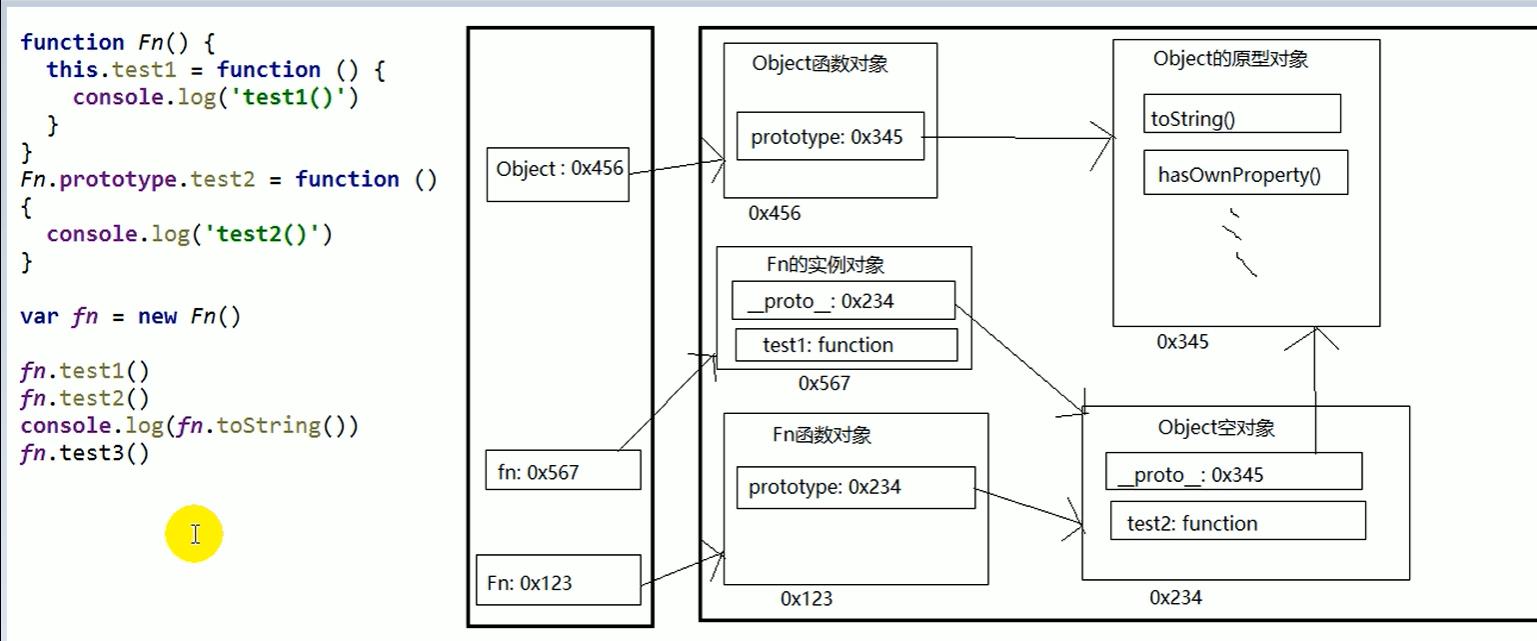 function Fn() {
this.test1 = function () {
console.log('test1()')
}
}
Fn.prototype.test2 = function ()
{
console.log('test2()')
}
var fn = new Fn()
fn.test1()
fn.test2()
console.log(fn.toString())
fn.test3()
Object : 0x456
fn: 0x567
Fn: 0x123
Object函数对象
prototype: 0x345
0x456
Fn的实例对象
__proto__: 0x234
test1: function
0x567
Fn函数对象
prototype: 0x234
0x123
Object的原型对象
toString()
hasOwnProperty()
0x345
Object空对象
__proto__: 0x345
test2: function
0x234